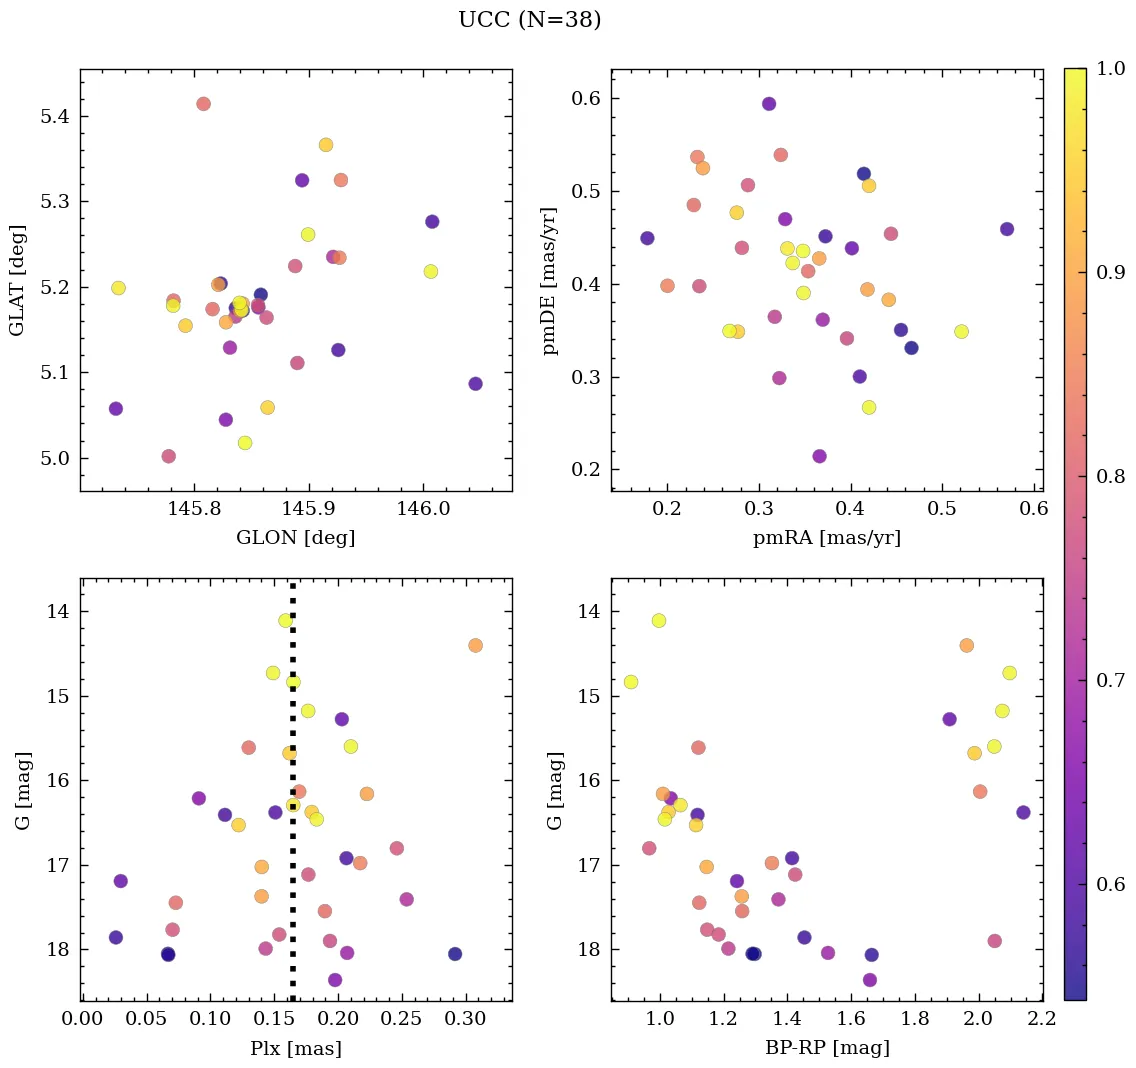 UCC (N=38)
5.4
5.3
5.2
5.1
5.0
GLAT [deg]
145.8 145.9 146.0
GLON [deg]
0.6
0.5
0.4
0.3
0.2
pmDE [mas/yr]
0.2 0.3 0.4 0.5 0.6
pmRA [mas/yr]
14
15
16
17
18
G [mag]
0.00 0.05 0.10 0.15 0.20 0.25 0.30
Plx [mas]
14
15
16
17
18
G [mag]
1.0 1.2 1.4 1.6 1.8 2.0 2.2
BP-RP [mag]
1.0
0.9
0.8
0.7
0.6